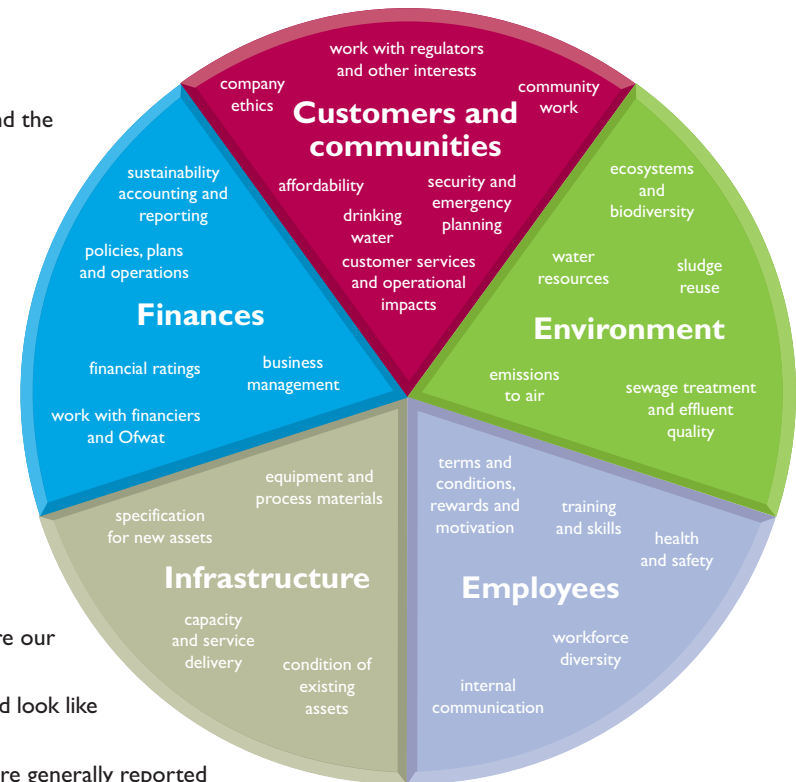 nd the
work with regulators
and other interests
company
ethics
community
work
Customers and
communities
affordability
security and
emergency
planning
drinking
water
customer services
and operational
impacts
ecosystems
and
biodiversity
water
resources
sludge
reuse
Environment
emissions
to air
sewage treatment
and effluent
quality
terms and
conditions,
rewards and
motivation
training
and skills
health
and safety
Employees
workforce
diversity
internal
communication
equipment and
process materials
specification
for new assets
Infrastructure
capacity
and service
delivery
condition of
existing
assets
sustainability
accounting and
reporting
policies, plans
and operations
Finances
financial ratings
business
management
work with financiers
and Ofwat
re our
d look like
re generally reported